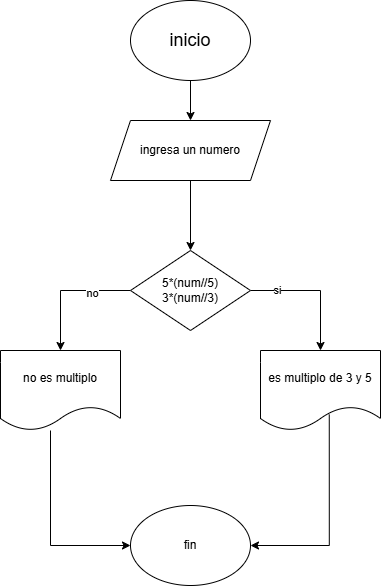 inicio
ingresa un numero
5*(num//5)
3*(num//3)
no
si
no es multiplo
es multiplo de 3 y 5
fin